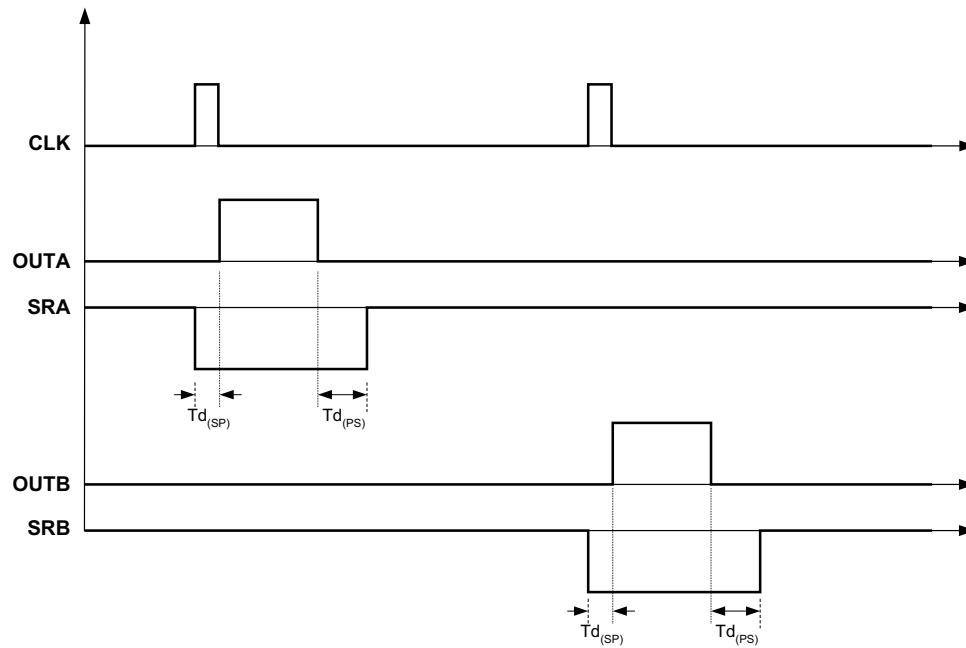 CLK
OUTA
SRA
Td(SP) Td(PS)
OUTB
SRB
Td(SP) Td(PS)